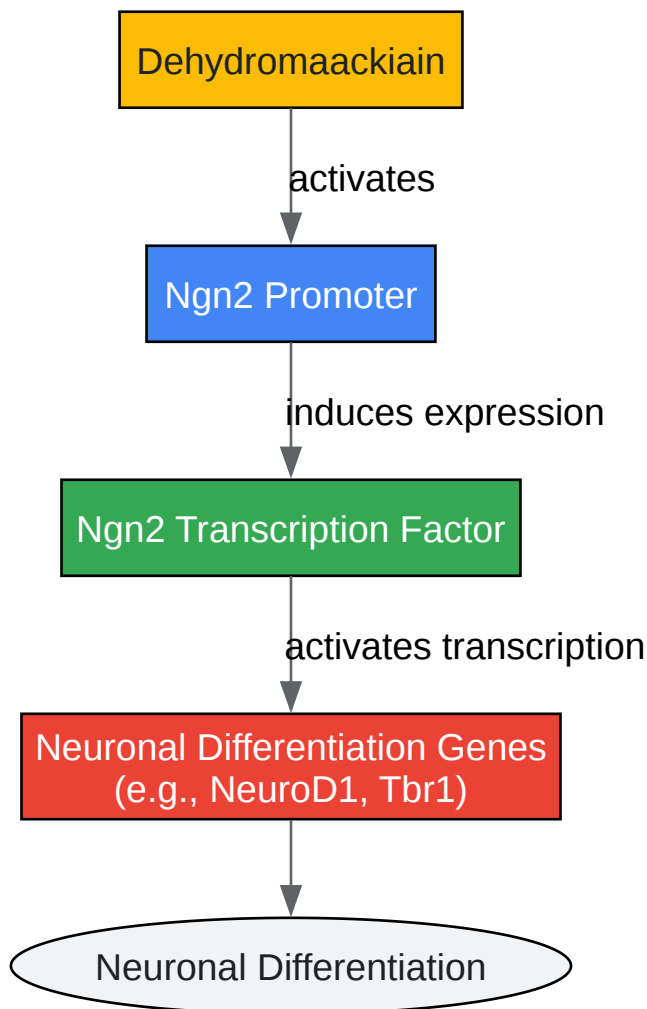 Dehydromaackiain
activates
Ngn2 Promoter
induces expression
Ngn2 Transcription Factor
activates transcription
Neuronal Differentiation Genes
(e.g., NeuroD1, Tbr1)
Neuronal Differentiation